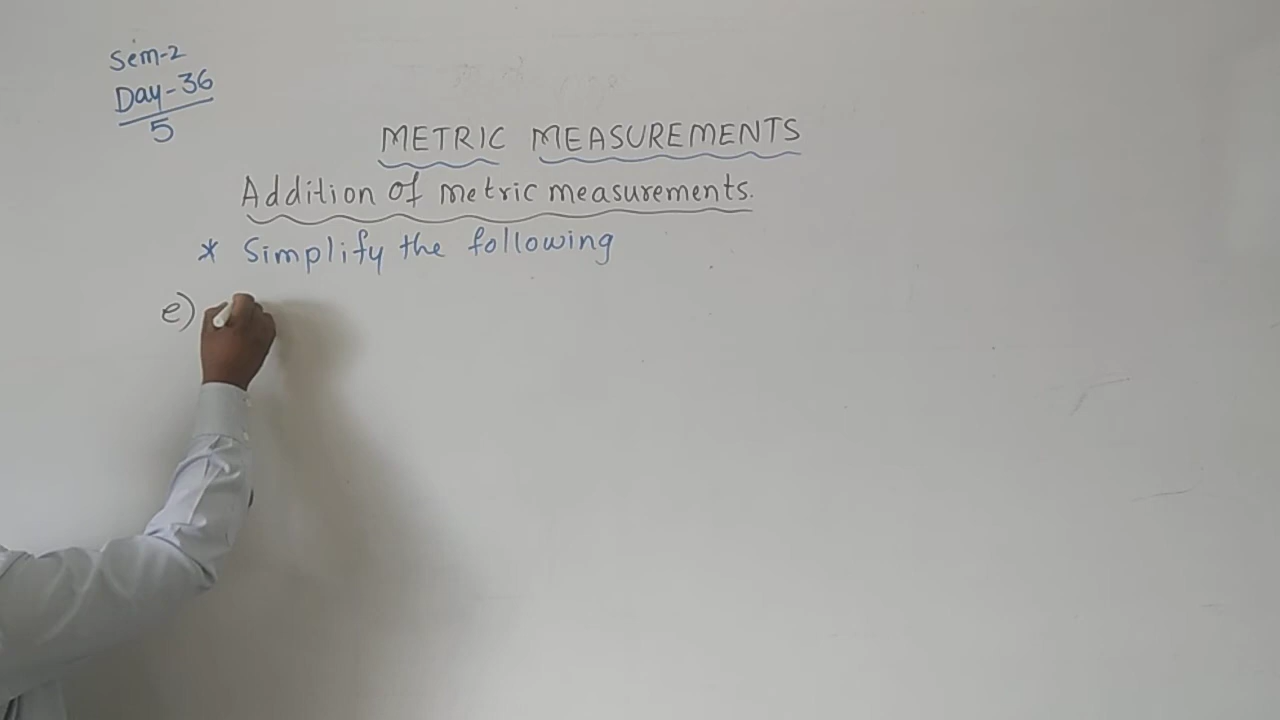 Sem-2
Day-36
5
METRIC MEASUREMENTS
Addition of metric measurements.
* Simplify the following
e)